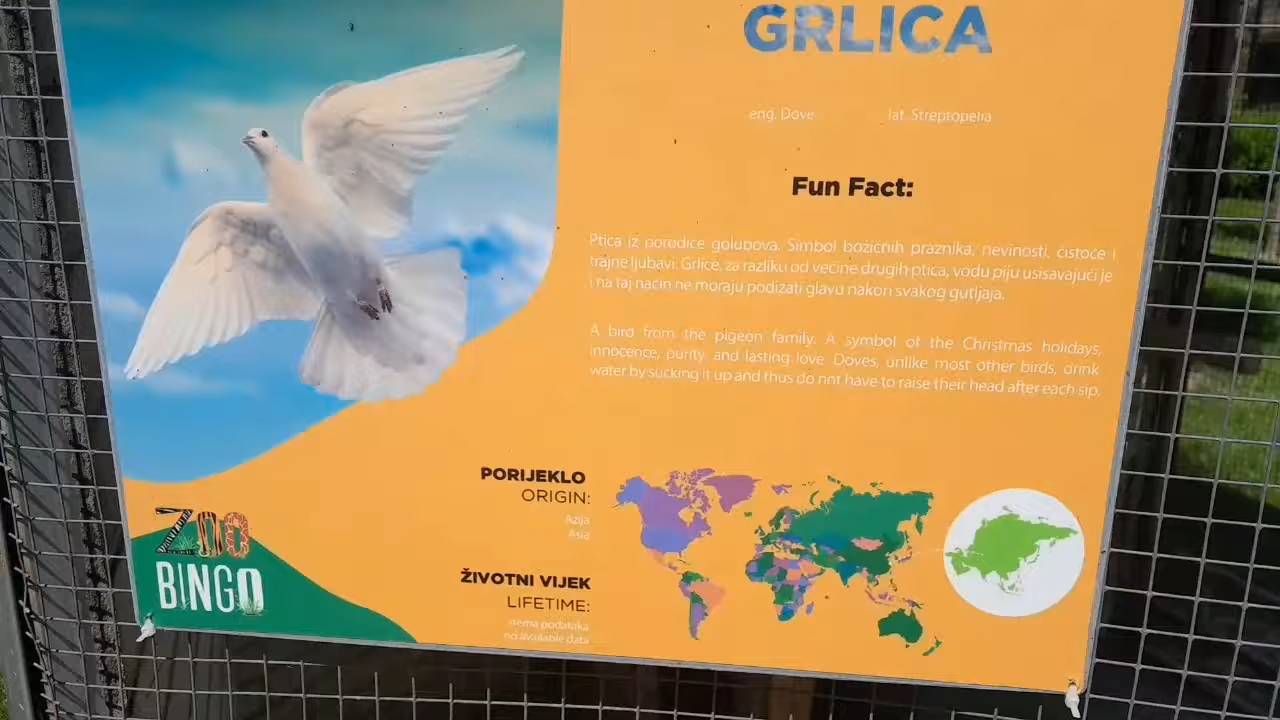 GRLICA
eng. Dove lat. Streptopelia
Fun Fact:
Ptica iz porodice golubova. Simbol božićnih praznika, nevinosti, čistoće i
trajne ljubavi. Grlice, za razliku od većine drugih ptica, vodu piju usisavajući je
i na taj način ne moraju podizati glavu nakon svakog gutljaja.
A bird from the pigeon family. A symbol of the Christmas holidays,
innocence, purity, and lasting love. Doves, unlike most other birds, drink
water by sucking it up and thus do not have to raise their head after each sip.
PORIJEKLO
ORIGIN:
Azija
Asia
ŽIVOTNI VIJEK
LIFETIME:
nema podataka
no available data
ZOO
BINGO